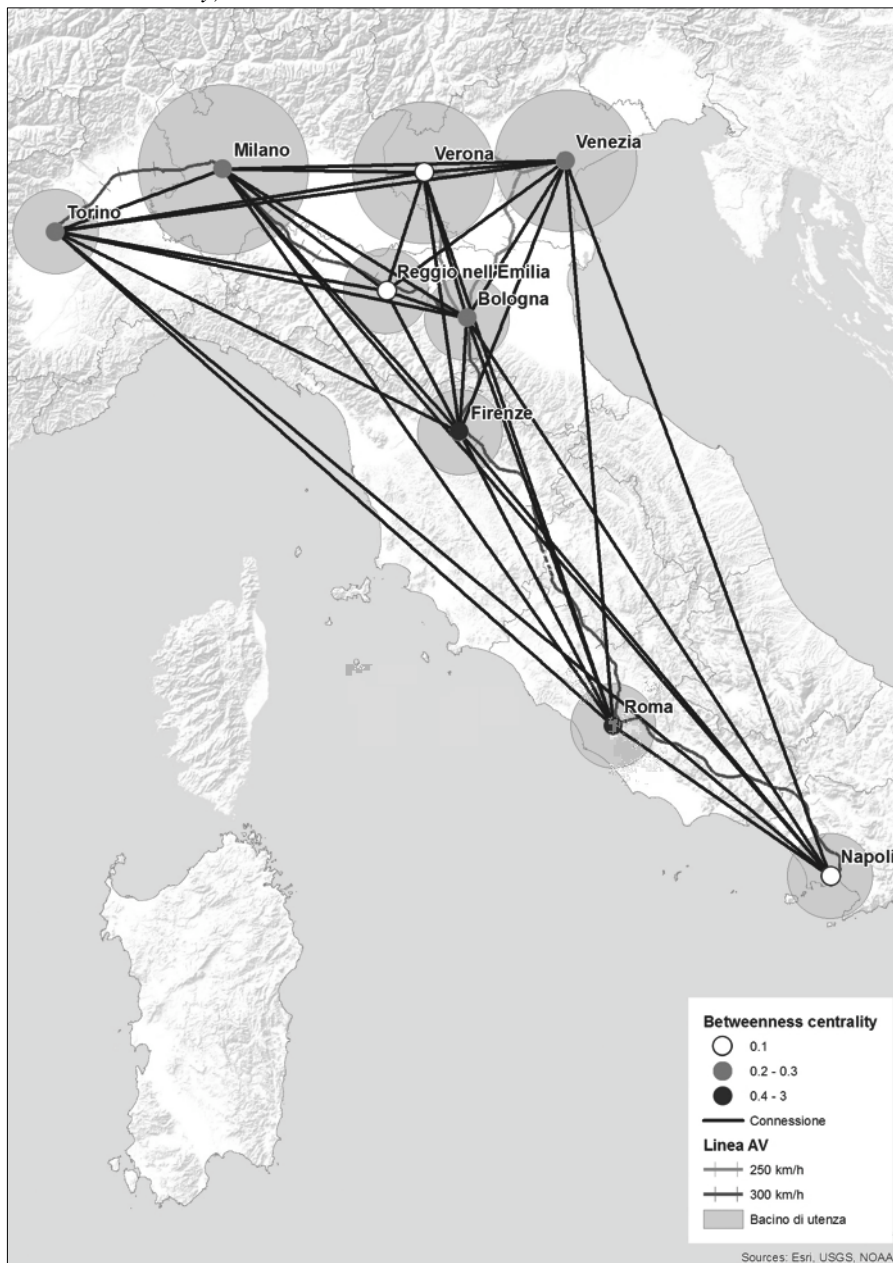 Milano
Verona
Venezia
Torino
Reggio nell'Emilia
Bologna
Firenze
Roma
Napoli
Betweenness centrality
0.1
0.2 - 0.3
0.4 - 3
Connessione
Linea AV
250 km/h
300 km/h
Bacino di utenza
Sources: Esri, USGS, NOAA